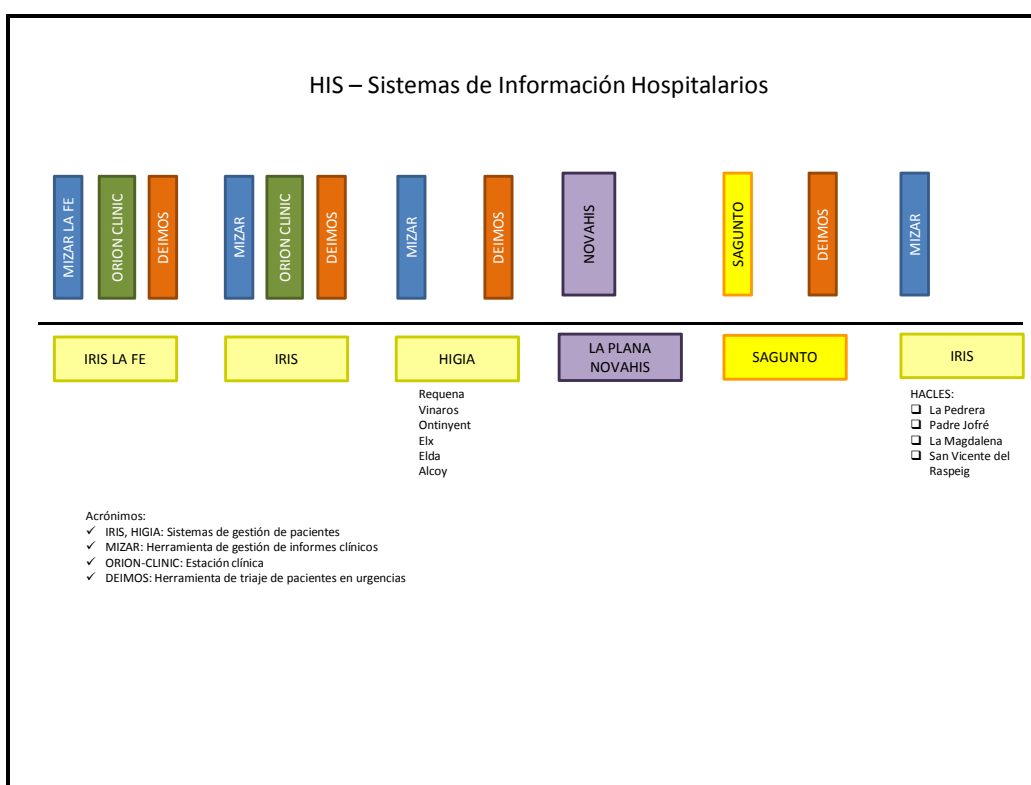 HIS – Sistemas de Información Hospitalarios
MIZAR LA FE
ORION CLINIC
DEIMOS
MIZAR
ORION CLINIC
DEIMOS
MIZAR
DEIMOS
NOVAHIS
SAGUNTO
DEIMOS
MIZAR
IRIS LA FE
IRIS
HIGIA
LA PLANA
NOVAHIS
SAGUNTO
IRIS
Requena
Vinaros
Ontinyent
Elx
Elda
Alcoy
HACLES:
❑ La Pedrera
❑ Padre Jofré
❑ La Magdalena
❑ San Vicente del
Raspeig
Acrónimos:
✓ IRIS, HIGIA: Sistemas de gestión de pacientes
✓ MIZAR: Herramienta de gestión de informes clínicos
✓ ORION-CLINIC: Estación clínica
✓ DEIMOS: Herramienta de triaje de pacientes en urgencias